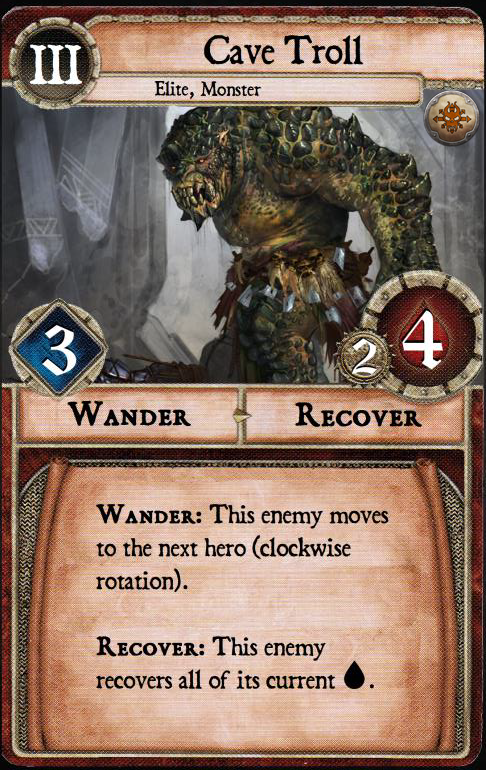 III
Cave Troll
Elite, Monster
3
2
4
WANDER
RECOVER
WANDER: This enemy moves
to the next hero (clockwise
rotation).
RECOVER: This enemy
recovers all of its current .